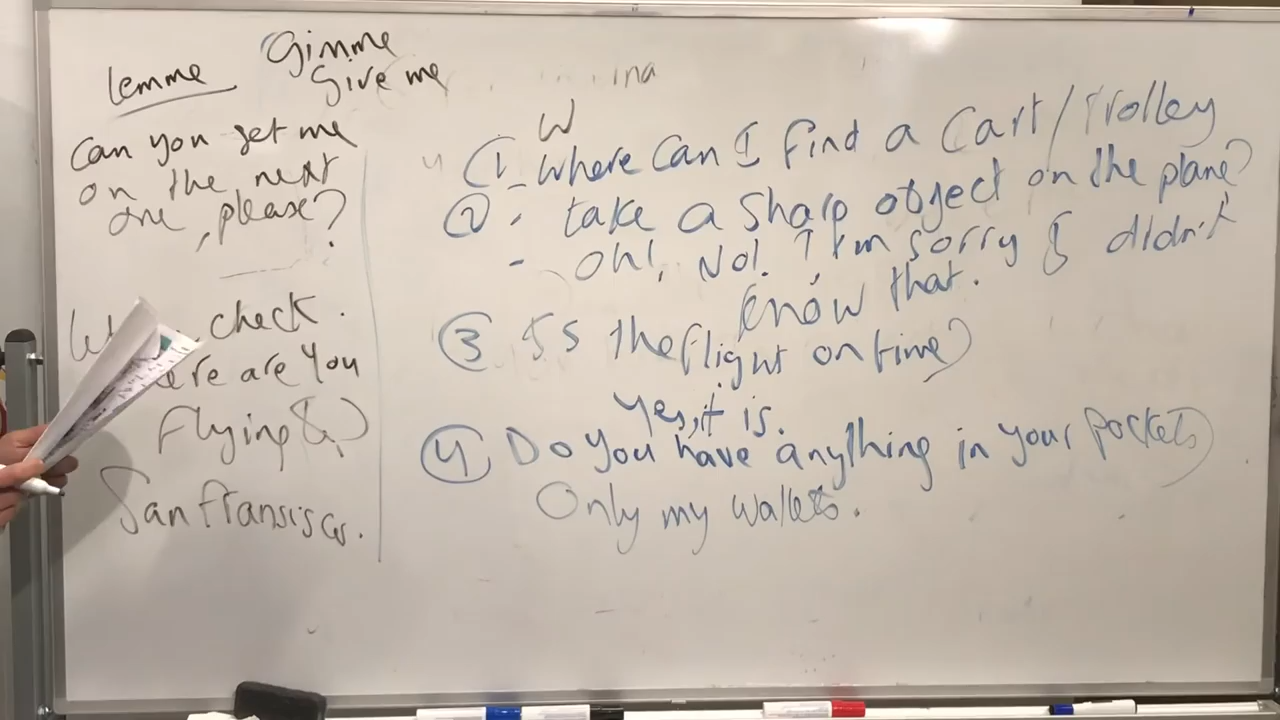 lemme
Gimme
Give me
Can you get me
on the next
one, please?
check.
ere are you
Flying to?
San fransisco.
ina
W
(1_ Where can I find a Cart/Trolley
2 - take a sharp object on the plane?
- Oh!, No!. I'm sorry I didn't
know that.
3 Is the flight on time?
Yes, it is.
4 Do you have anything in your pockets?
Only my wallets.